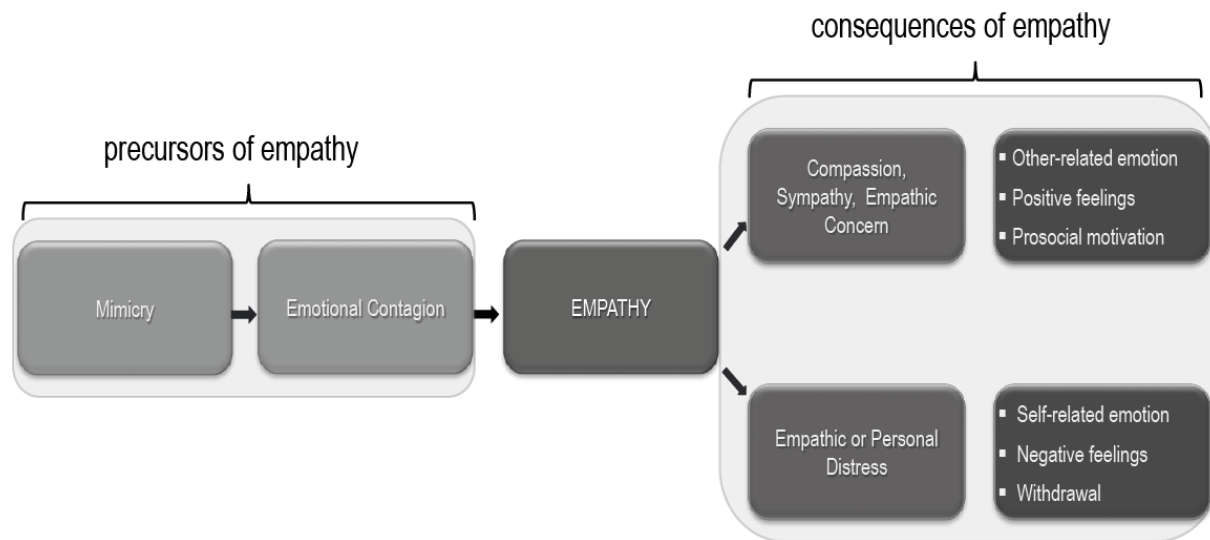 consequences of empathy
precursors of empathy
Mimicry
Emotional Contagion
EMPATHY
Compassion,
Sympathy, Empathic
Concern
▪ Other-related emotion
▪ Positive feelings
▪ Prosocial motivation
Empathic or Personal
Distress
▪ Self-related emotion
▪ Negative feelings
▪ Withdrawal